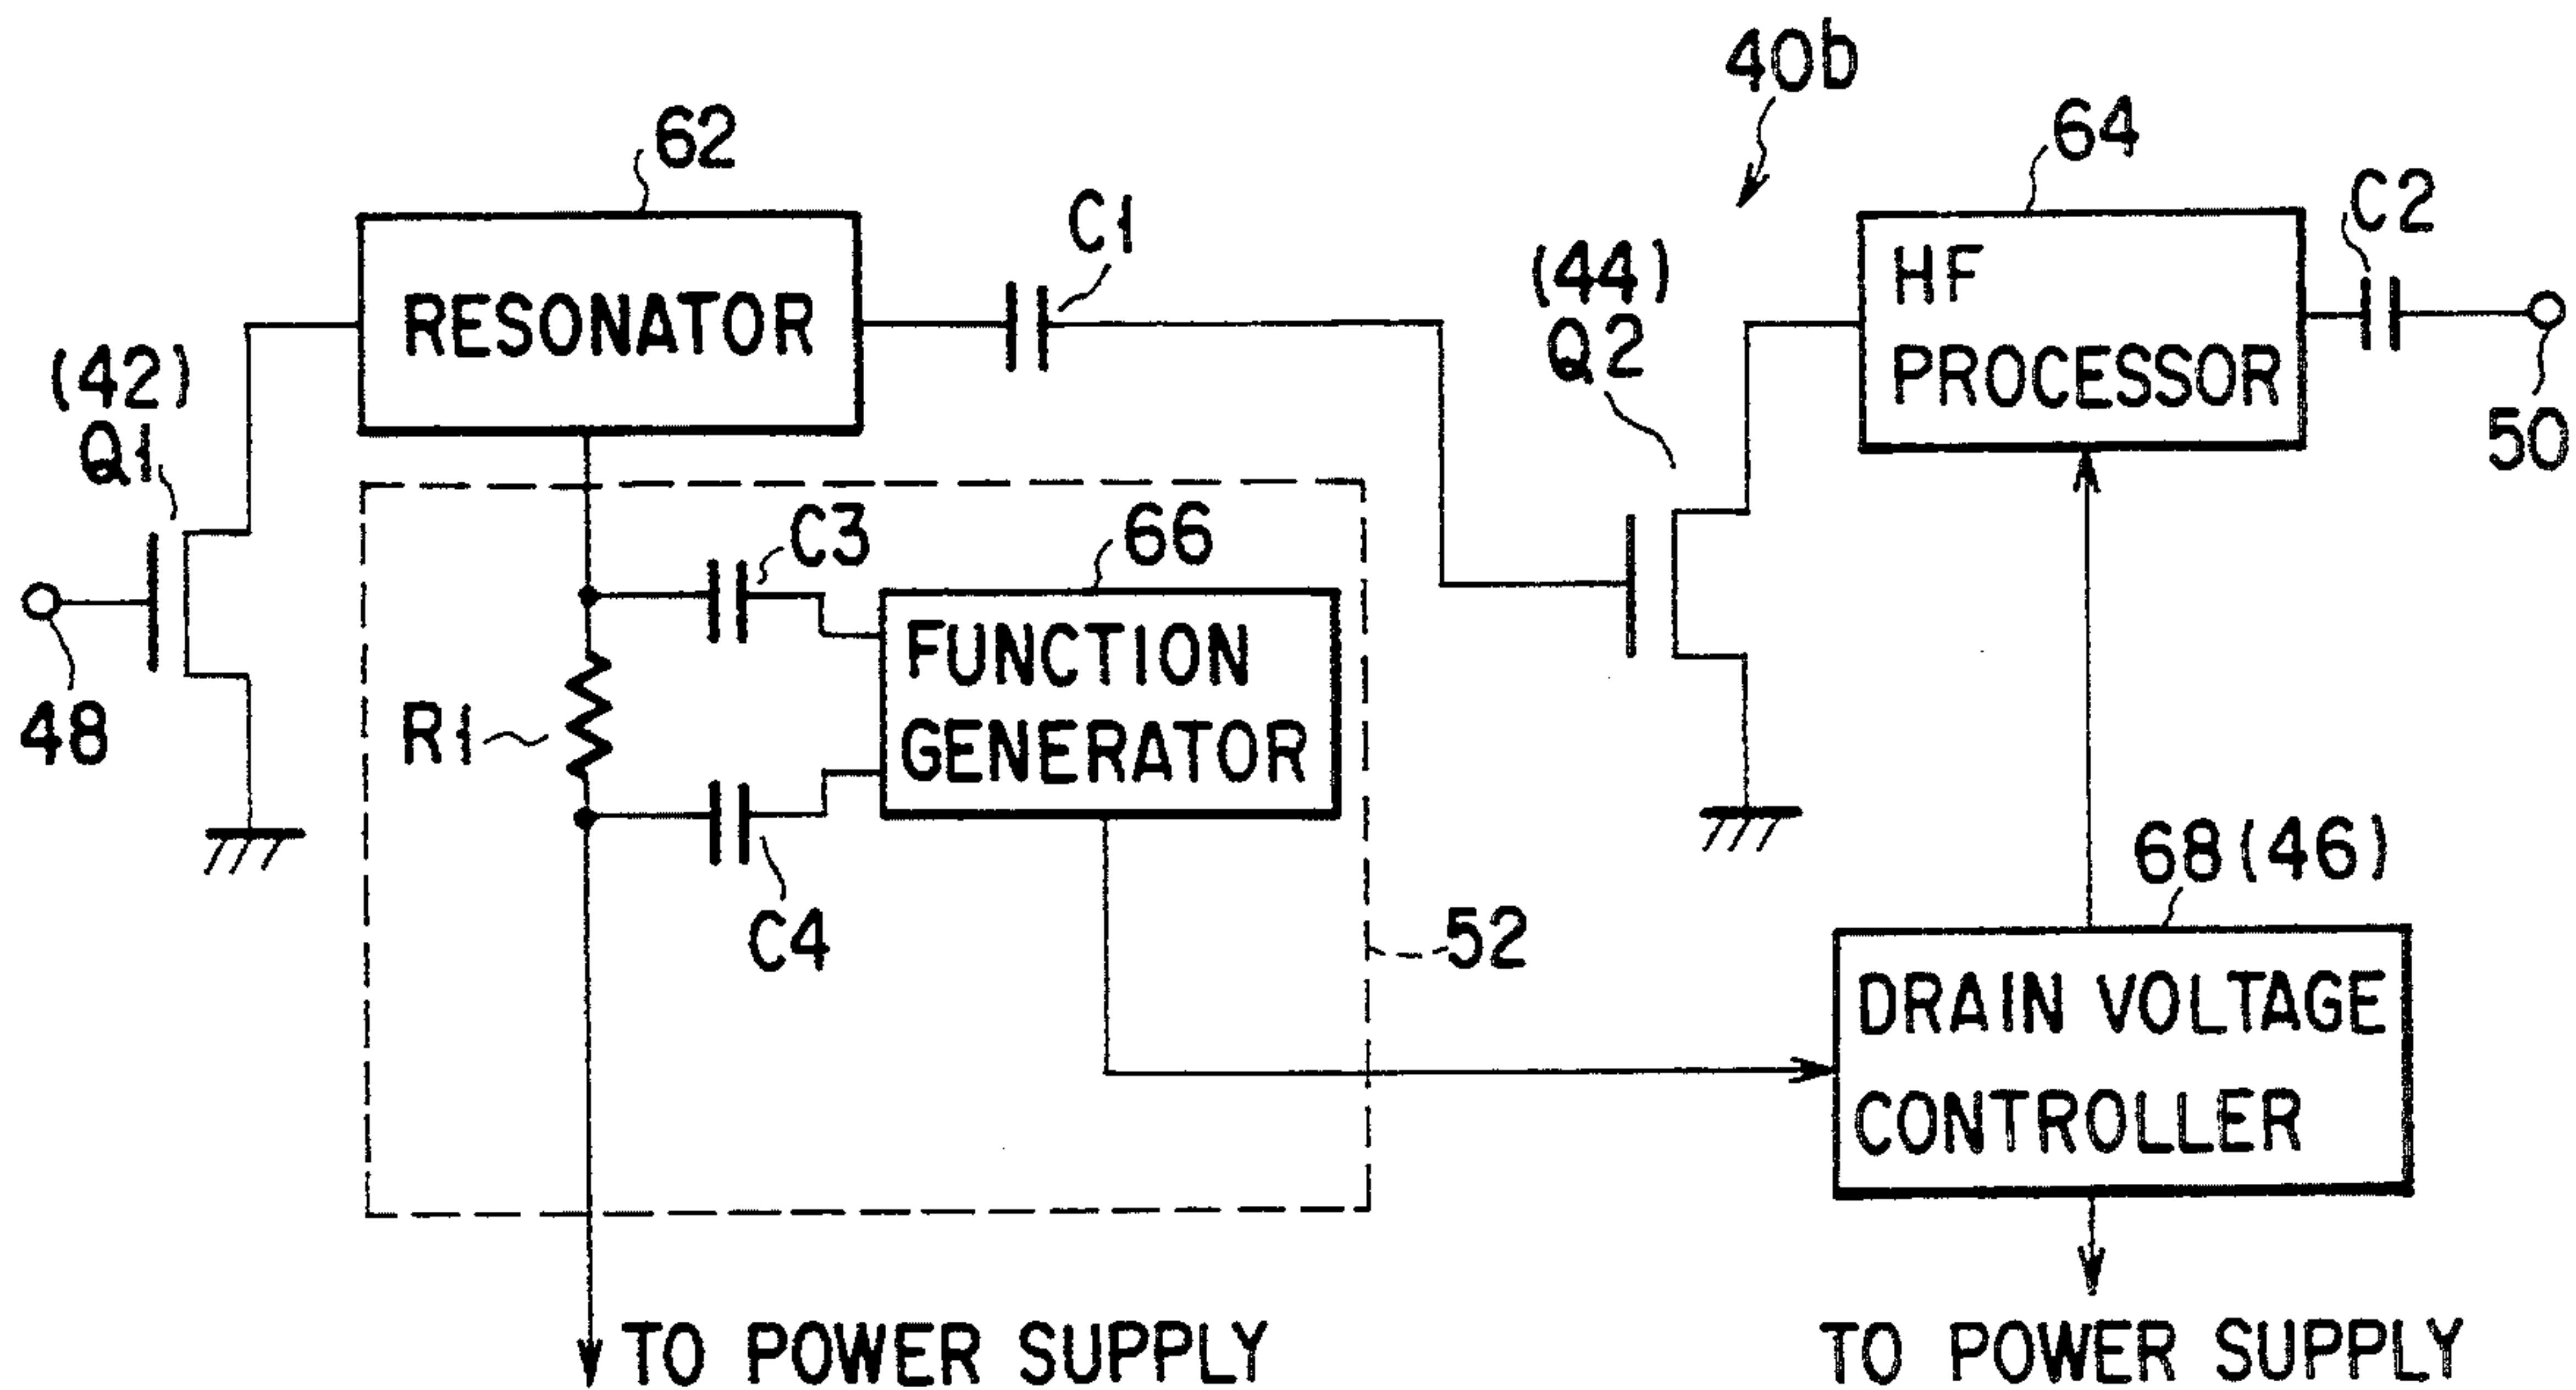 40b
62
64
C1
C2
(44)
Q2
HF
PROCESSOR
RESONATOR
(42)
Q1
50
C3
66
FUNCTION
GENERATOR
R1
48
C4
52
68(46)
DRAIN VOLTAGE
CONTROLLER
TO POWER SUPPLY
TO POWER SUPPLY